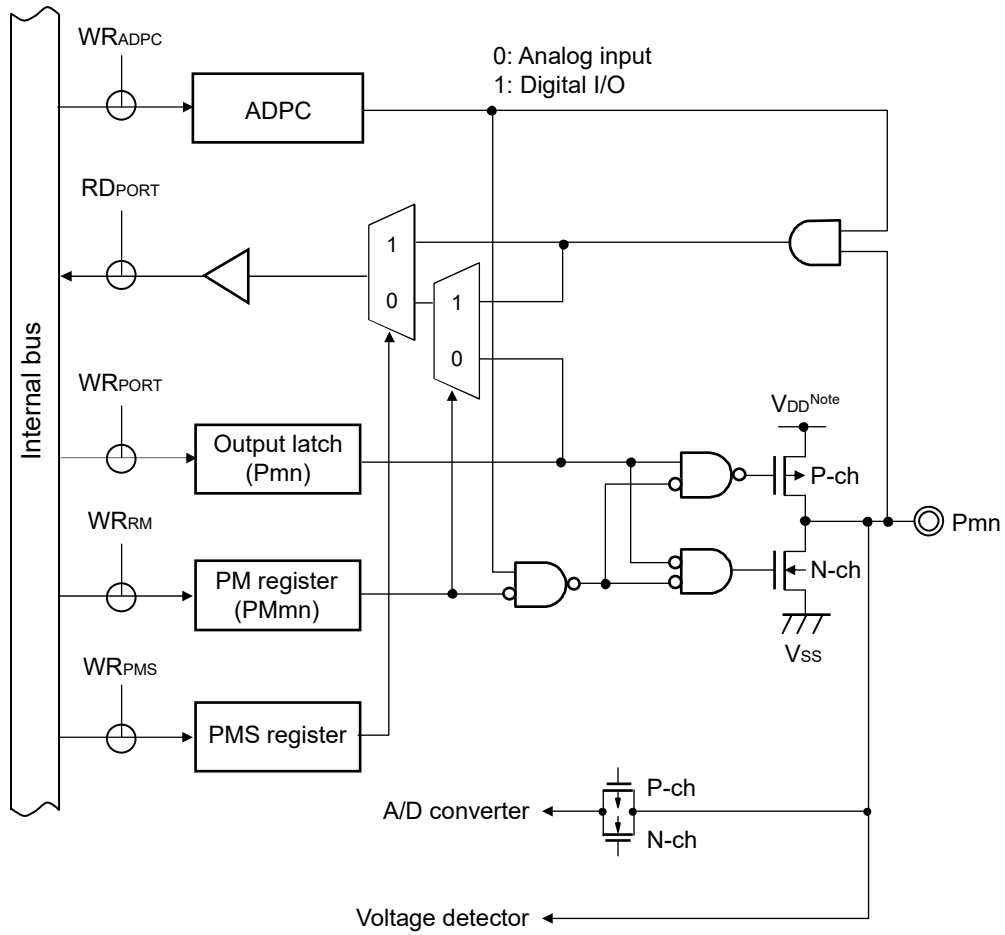 WRADPC
0: Analog input
1: Digital I/O
ADPC
RDPORT
1
0
1
0
Internal bus
WRPORT
Output latch
(Pmn)
VDDNote
P-ch
Pmn
WRRM
PM register
(PMmn)
N-ch
VSS
WRPMS
PMS register
P-ch
A/D converter
N-ch
Voltage detector